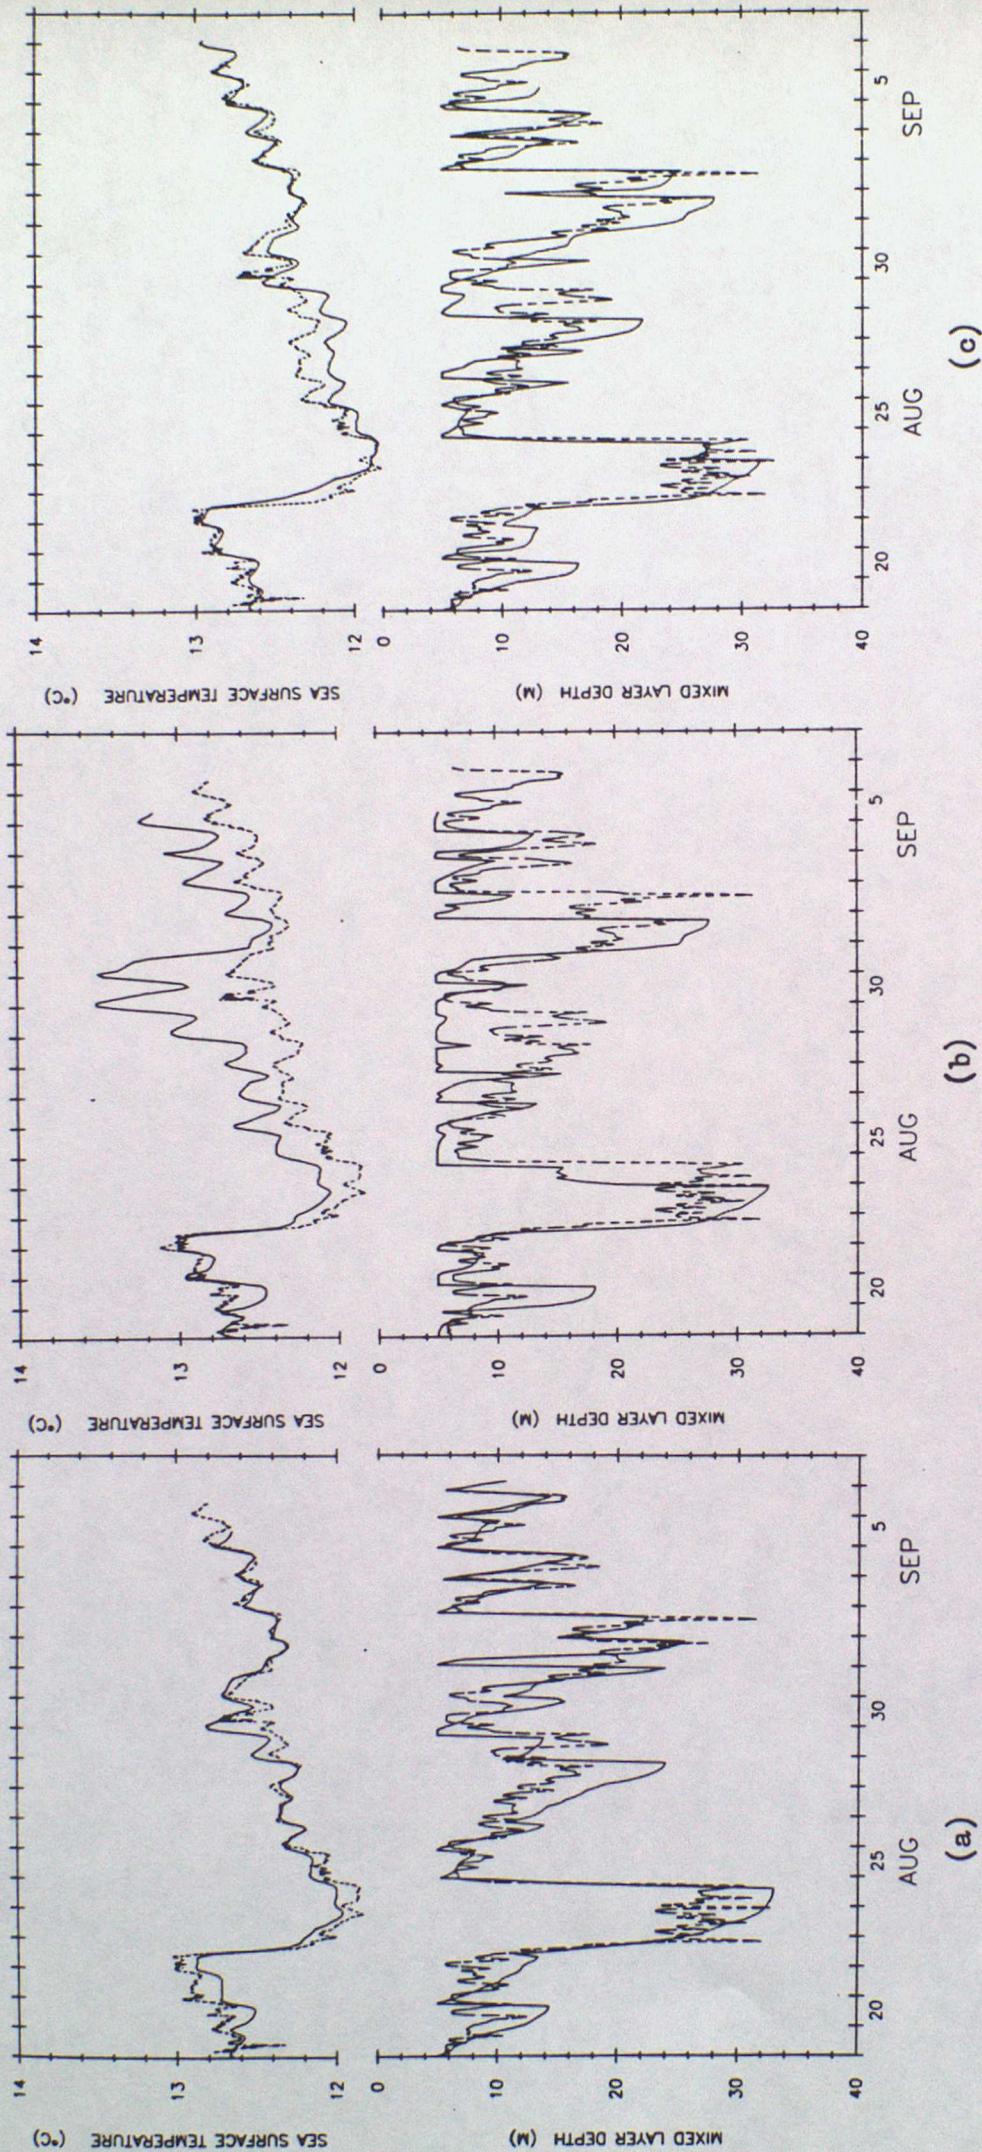 14
13
12
SEA SURFACE TEMPERATURE (°C)
0
10
20
30
40
MIXED LAYER DEPTH (M)
20
25
30
5
AUG
SEP
(a)
14
13
12
SEA SURFACE TEMPERATURE (°C)
0
10
20
30
40
MIXED LAYER DEPTH (M)
20
25
30
5
AUG
SEP
(b)
14
13
12
SEA SURFACE TEMPERATURE (°C)
0
10
20
30
40
MIXED LAYER DEPTH (M)
20
25
30
5
AUG
SEP
(c)